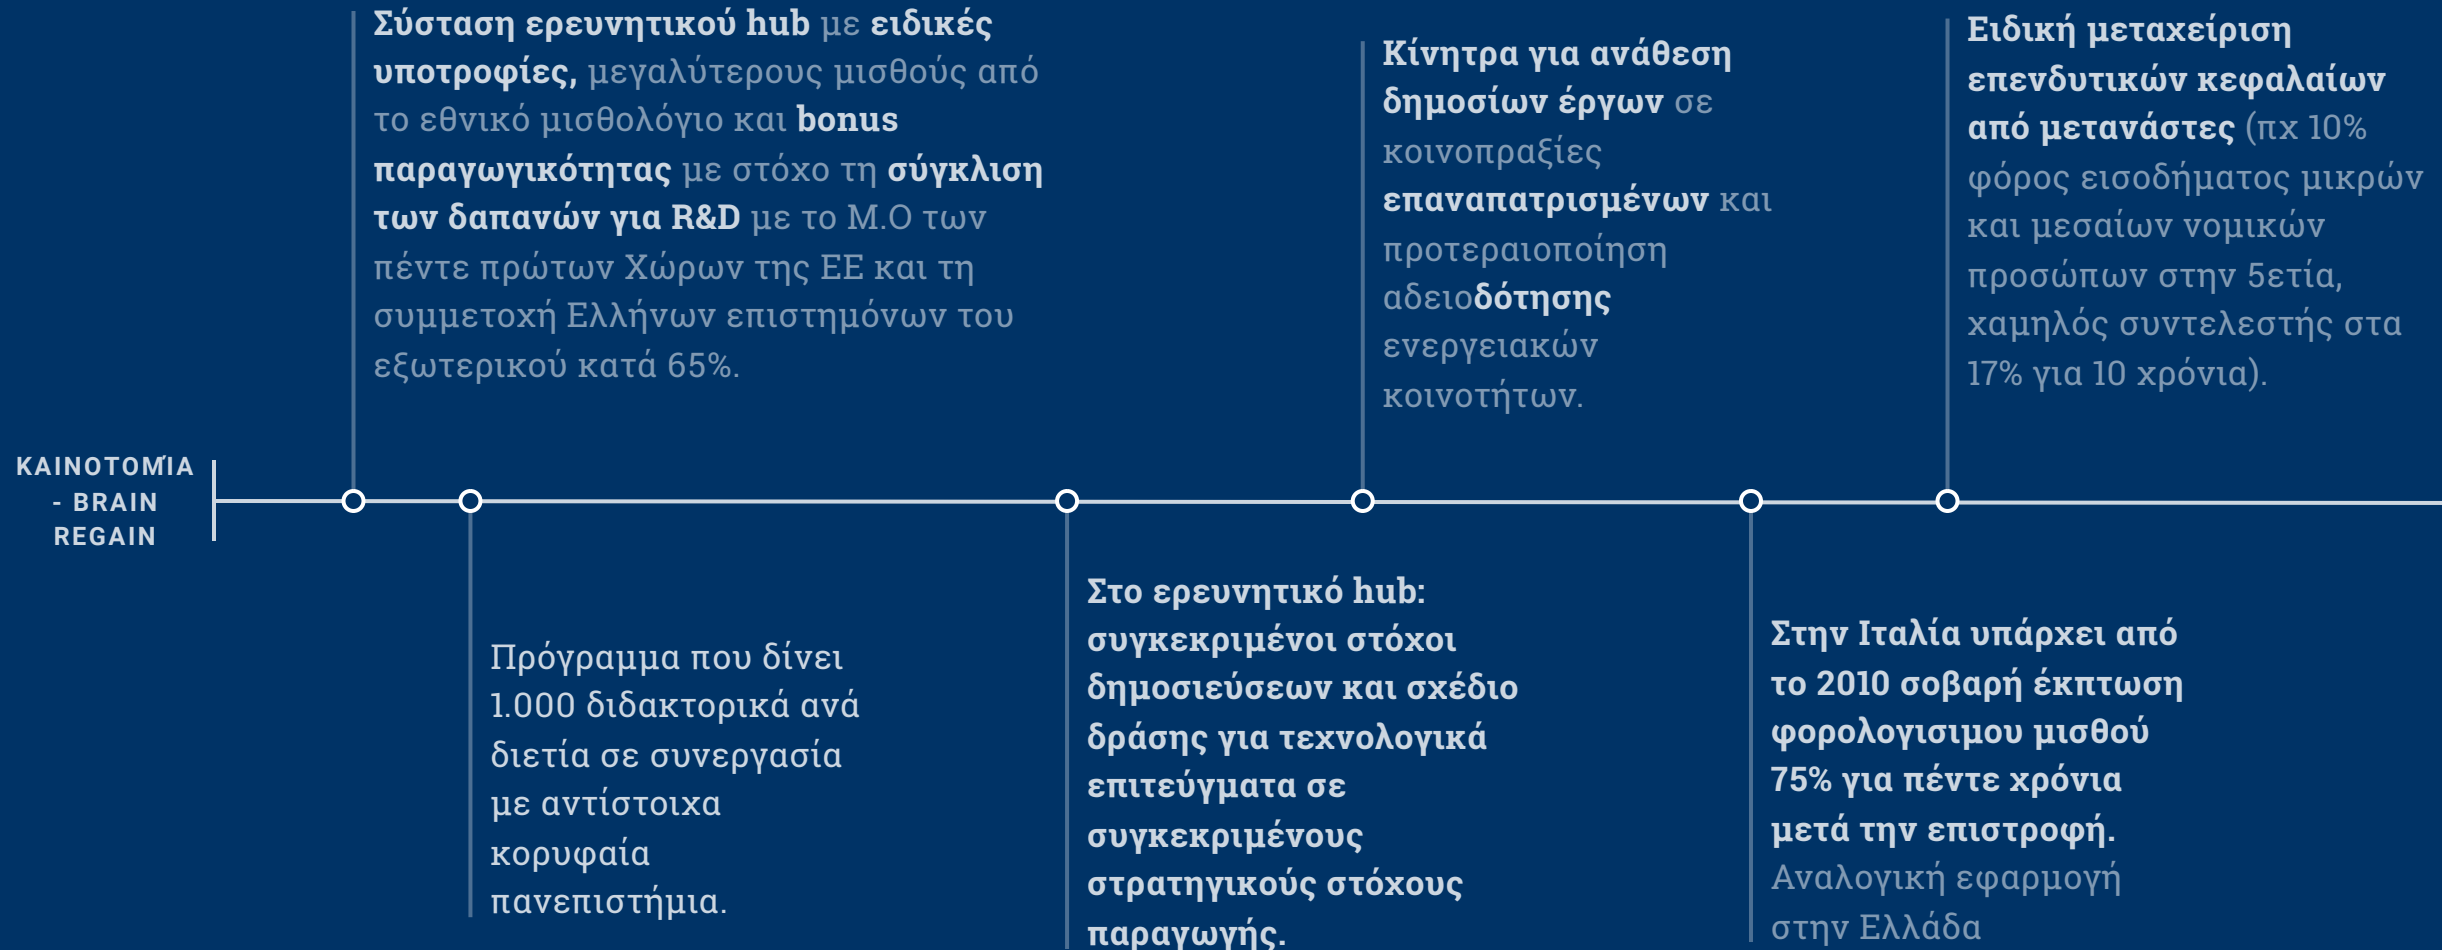 Σύσταση ερευνητικού hub με ειδικές
υποτροφίες, μεγαλύτερους μισθούς από
το εθνικό μισθολόγιο και bonus
παραγωγικότητας με στόχο τη σύγκλιση
των δαπανών για R&D με το Μ.Ο των
πέντε πρώτων Χώρων της ΕΕ και τη
συμμετοχή Ελλήνων επιστημόνων του
εξωτερικού κατά 65%.
Κίνητρα για ανάθεση
δημοσίων έργων σε
κοινοπραξίες
επαναπατρισμένων και
προτεραιοποίηση
αδειοδότησης
ενεργειακών
κοινοτήτων.
Ειδική μεταχείριση
επενδυτικών κεφαλαίων
από μετανάστες (πχ 10%
φόρος εισοδήματος μικρών
και μεσαίων νομικών
προσώπων στην 5ετία,
χαμηλός συντελεστής στα
17% για 10 χρόνια).
ΚΑΙΝΟΤΟΜΊΑ
- BRAIN
REGAIN
Πρόγραμμα που δίνει
1.000 διδακτορικά ανά
διετία σε συνεργασία
με αντίστοιχα
κορυφαία
πανεπιστήμια.
Στο ερευνητικό hub:
συγκεκριμένοι στόχοι
δημοσιεύσεων και σχέδιο
δράσης για τεχνολογικά
επιτεύγματα σε
συγκεκριμένους
στρατηγικούς στόχους
παραγωγής.
Στην Ιταλία υπάρχει από
το 2010 σοβαρή έκπτωση
φορολογισιμου μισθού
75% για πέντε χρόνια
μετά την επιστροφή.
Αναλογική εφαρμογή
στην Ελλάδα